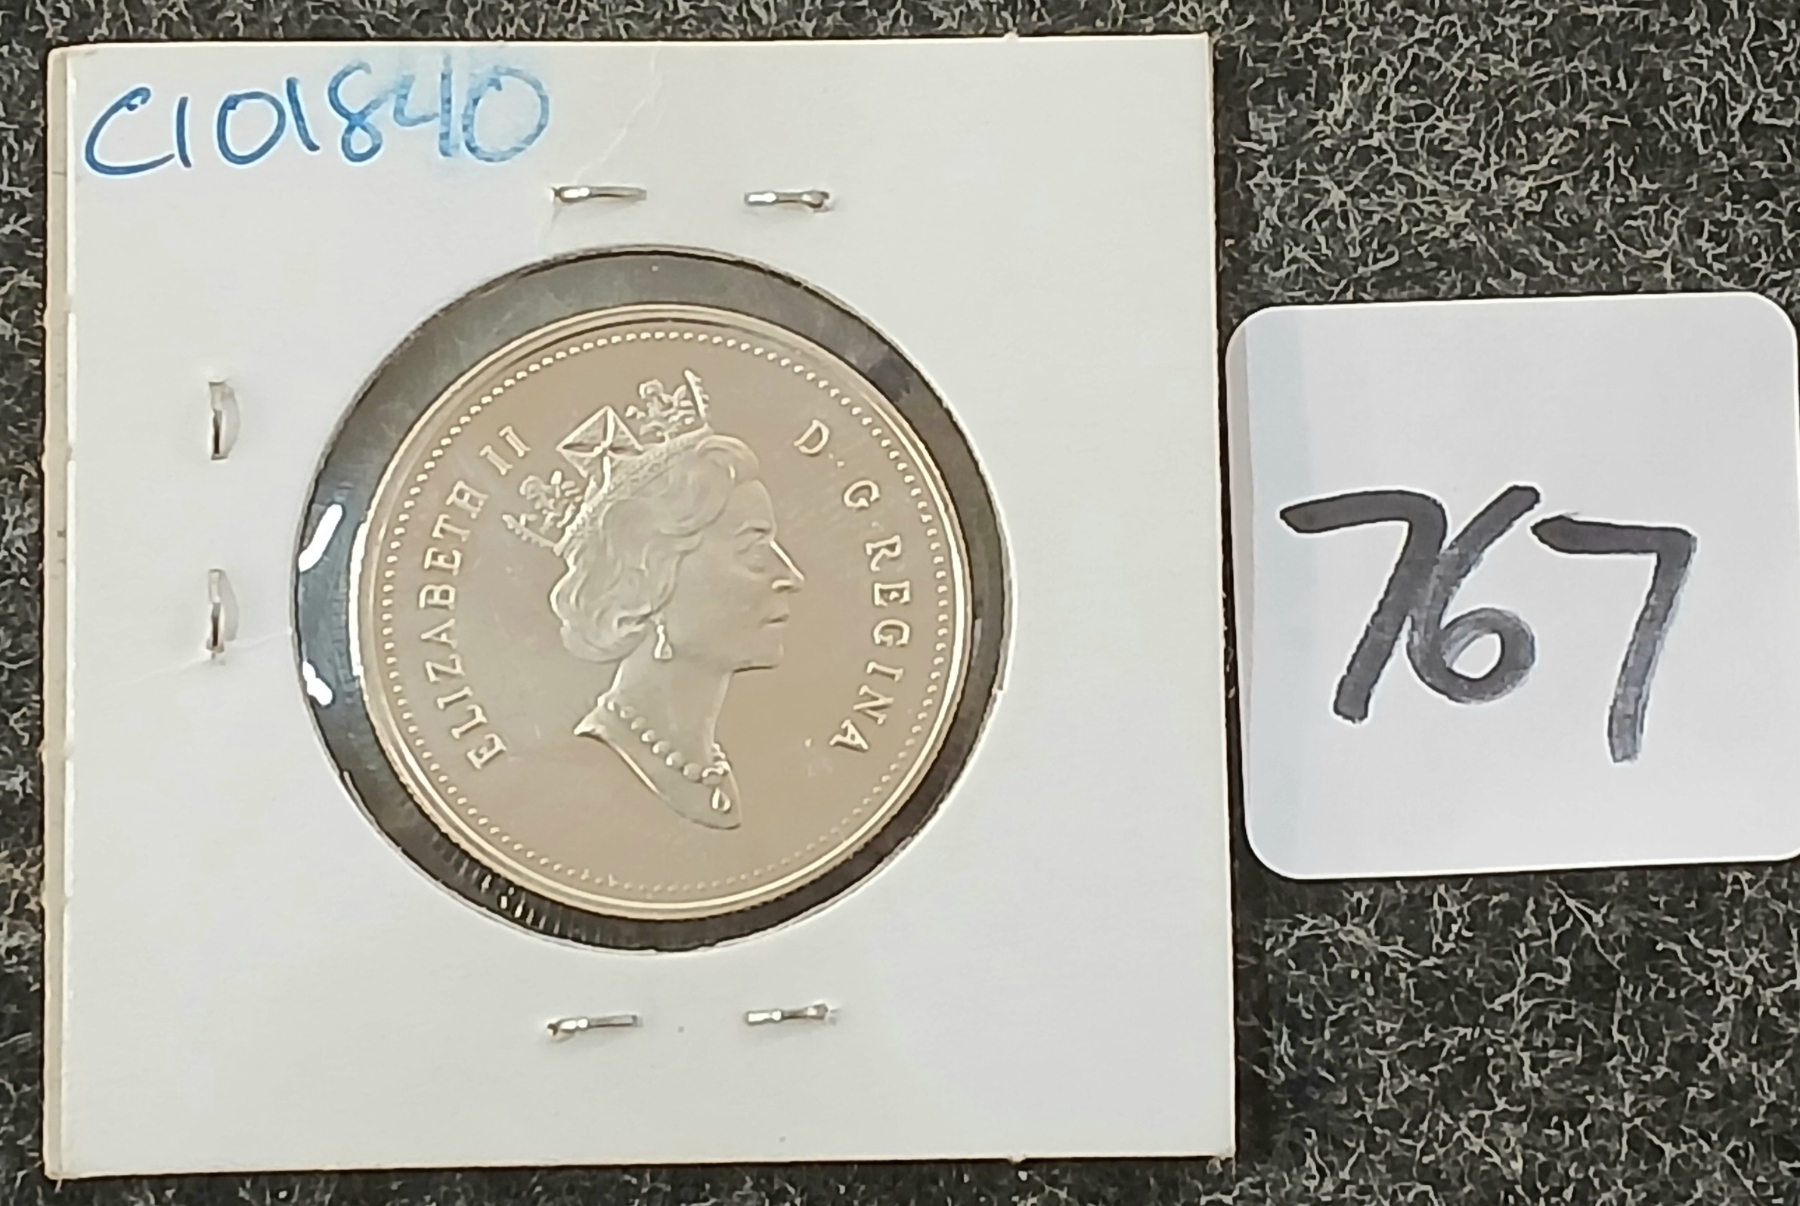 C101840
ELIZABETH II D·G·REGINA
767